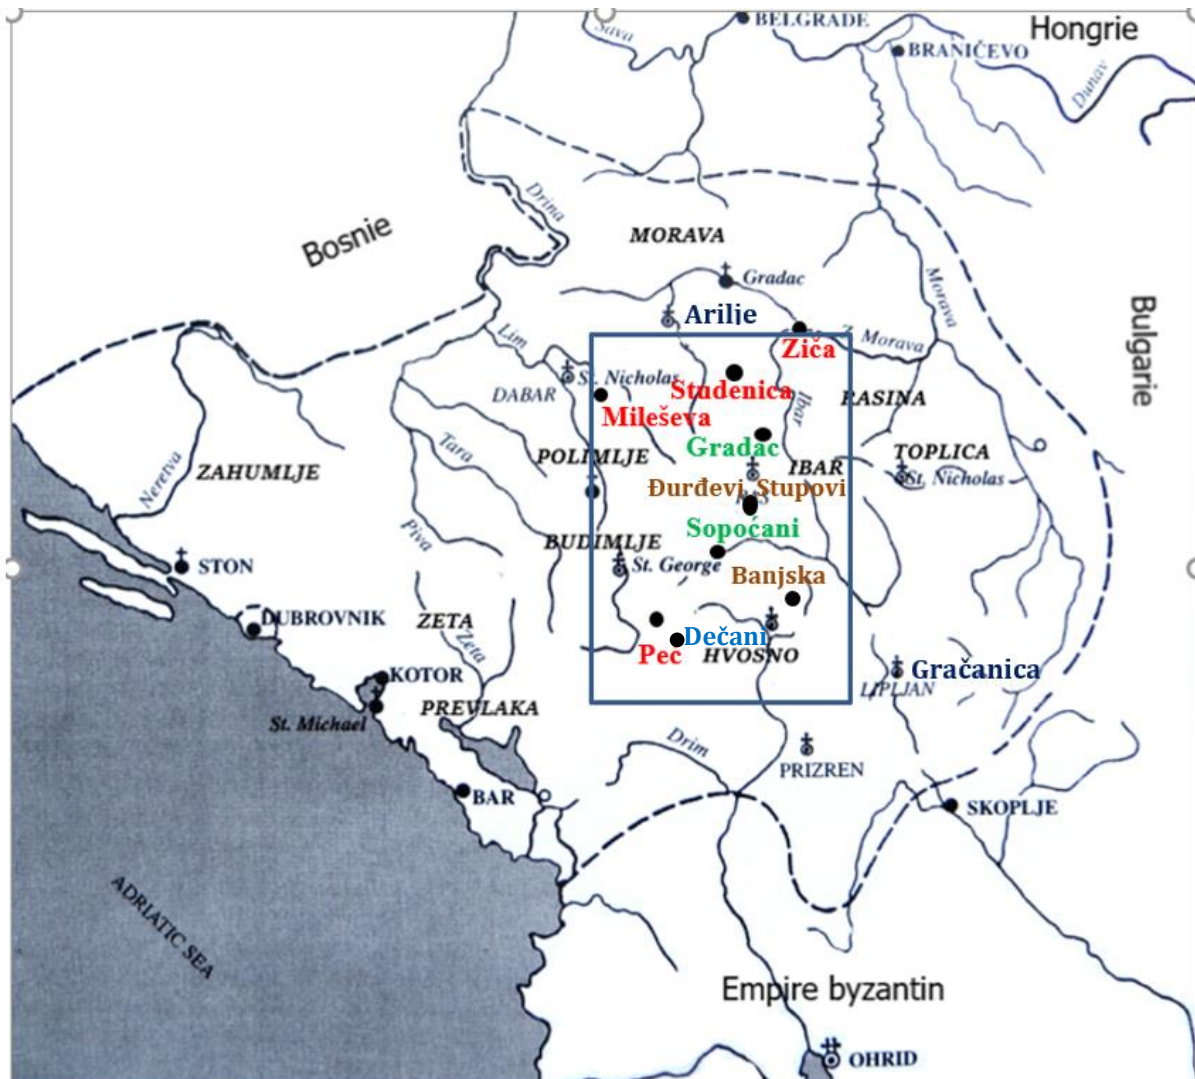 Sava
BELGRADE
Hongrie
BRANIČEVO
Dunav
Drina
Bosnie
MORAVA
Gradac
Morava
Bulgarie
Arilje
Lim
Žiča
Z. Morava
St. Nicholas
Studenica
DABAR
Mileševa
Ibar
RASINA
Tara
Gradac
POLIMLJE
IBAR
TOPLICA
St. Nicholas
ZAHUMLJE
Neretva
Đurđevi Stupovi
Piva
Sopoćani
BUDIMLJE
St. George
STON
Banjska
DUBROVNIK
ZETA
Zeta
Dečani
Peć
HVOSNO
Gračanica
KOTOR
LIPLJAN
PREVLAKA
St. Michael
Drim
PRIZREN
BAR
SKOPLJE
ADRIATIC SEA
Empire byzantin
OHRID